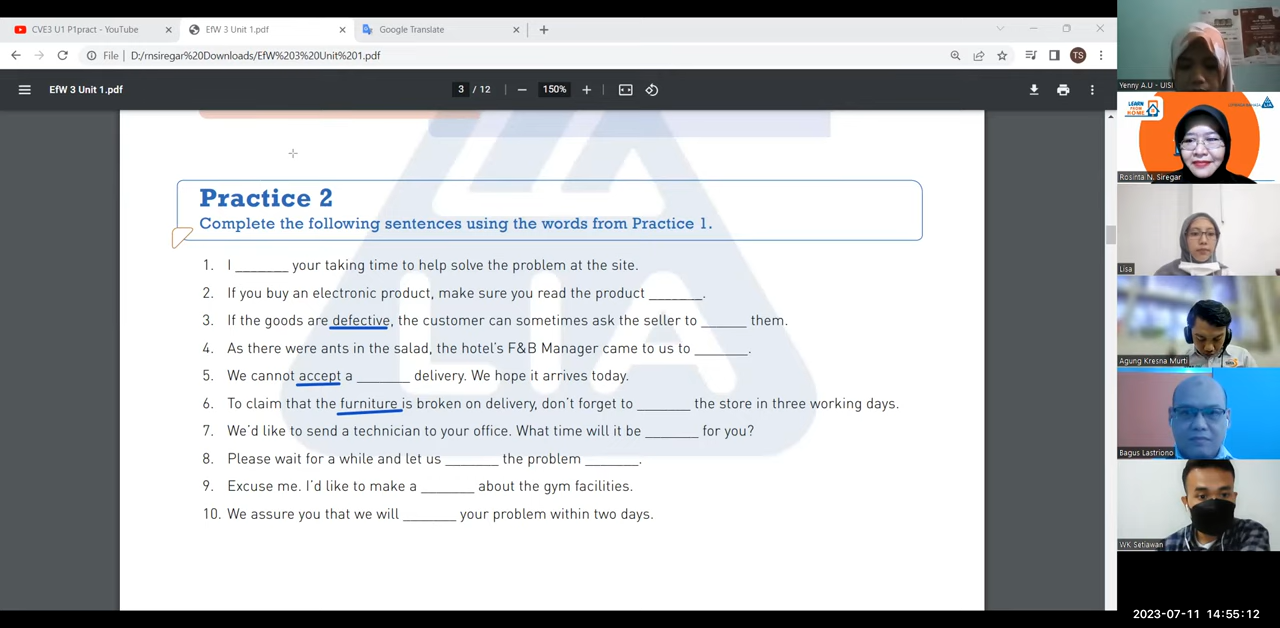 CVE3 U1 P1pract - YouTube
EfW 3 Unit 1.pdf
Google Translate
File D:/rnsiregar%20Downloads/EfW%203%20Unit%201.pdf
TS
EfW 3 Unit 1.pdf
3 / 12
150%
Practice 2
Complete the following sentences using the words from Practice 1.
1. I _______ your taking time to help solve the problem at the site.
2. If you buy an electronic product, make sure you read the product _______.
3. If the goods are defective, the customer can sometimes ask the seller to ______ them.
4. As there were ants in the salad, the hotel's F&B Manager came to us to _______.
5. We cannot accept a _______ delivery. We hope it arrives today.
6. To claim that the furniture is broken on delivery, don't forget to _______ the store in three working days.
7. We'd like to send a technician to your office. What time will it be _______ for you?
8. Please wait for a while and let us _______ the problem _______.
9. Excuse me. I'd like to make a _______ about the gym facilities.
10. We assure you that we will _______ your problem within two days.
LIA
Yenny A.U - UISI
LEARN
FROM
HOME
LIA
Rosinta N. Siregar
Lisa
Agung Kresna Murti
Bagus Lastriono
WK Setiawan
2023-07-11 14:55:12